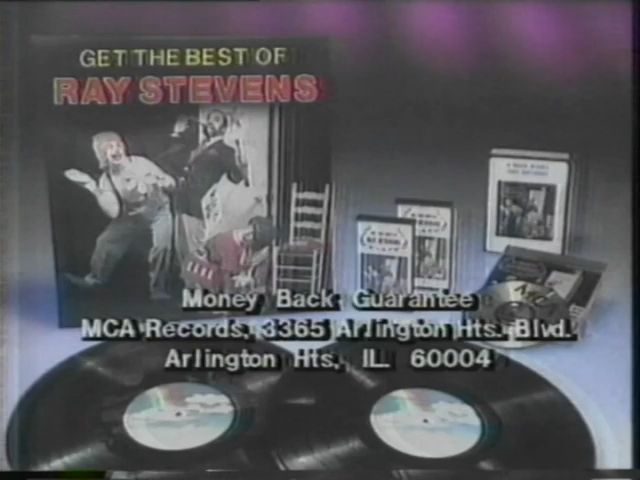 GET THE BEST OF
RAY STEVENS
Money Back Guarantee
MCA Records, 3365 Arlington Hts. Blvd.
Arlington Hts., IL. 60004